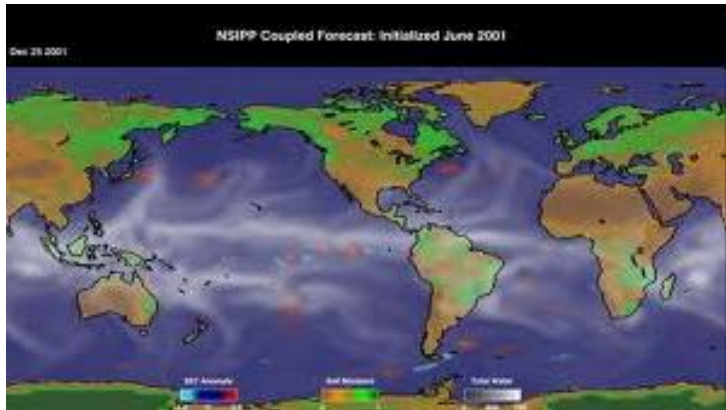 NSIPP Coupled Forecast: Initialized June 2001
Dec 25 2001
SST Anomaly
Soil Moisture
Total Water